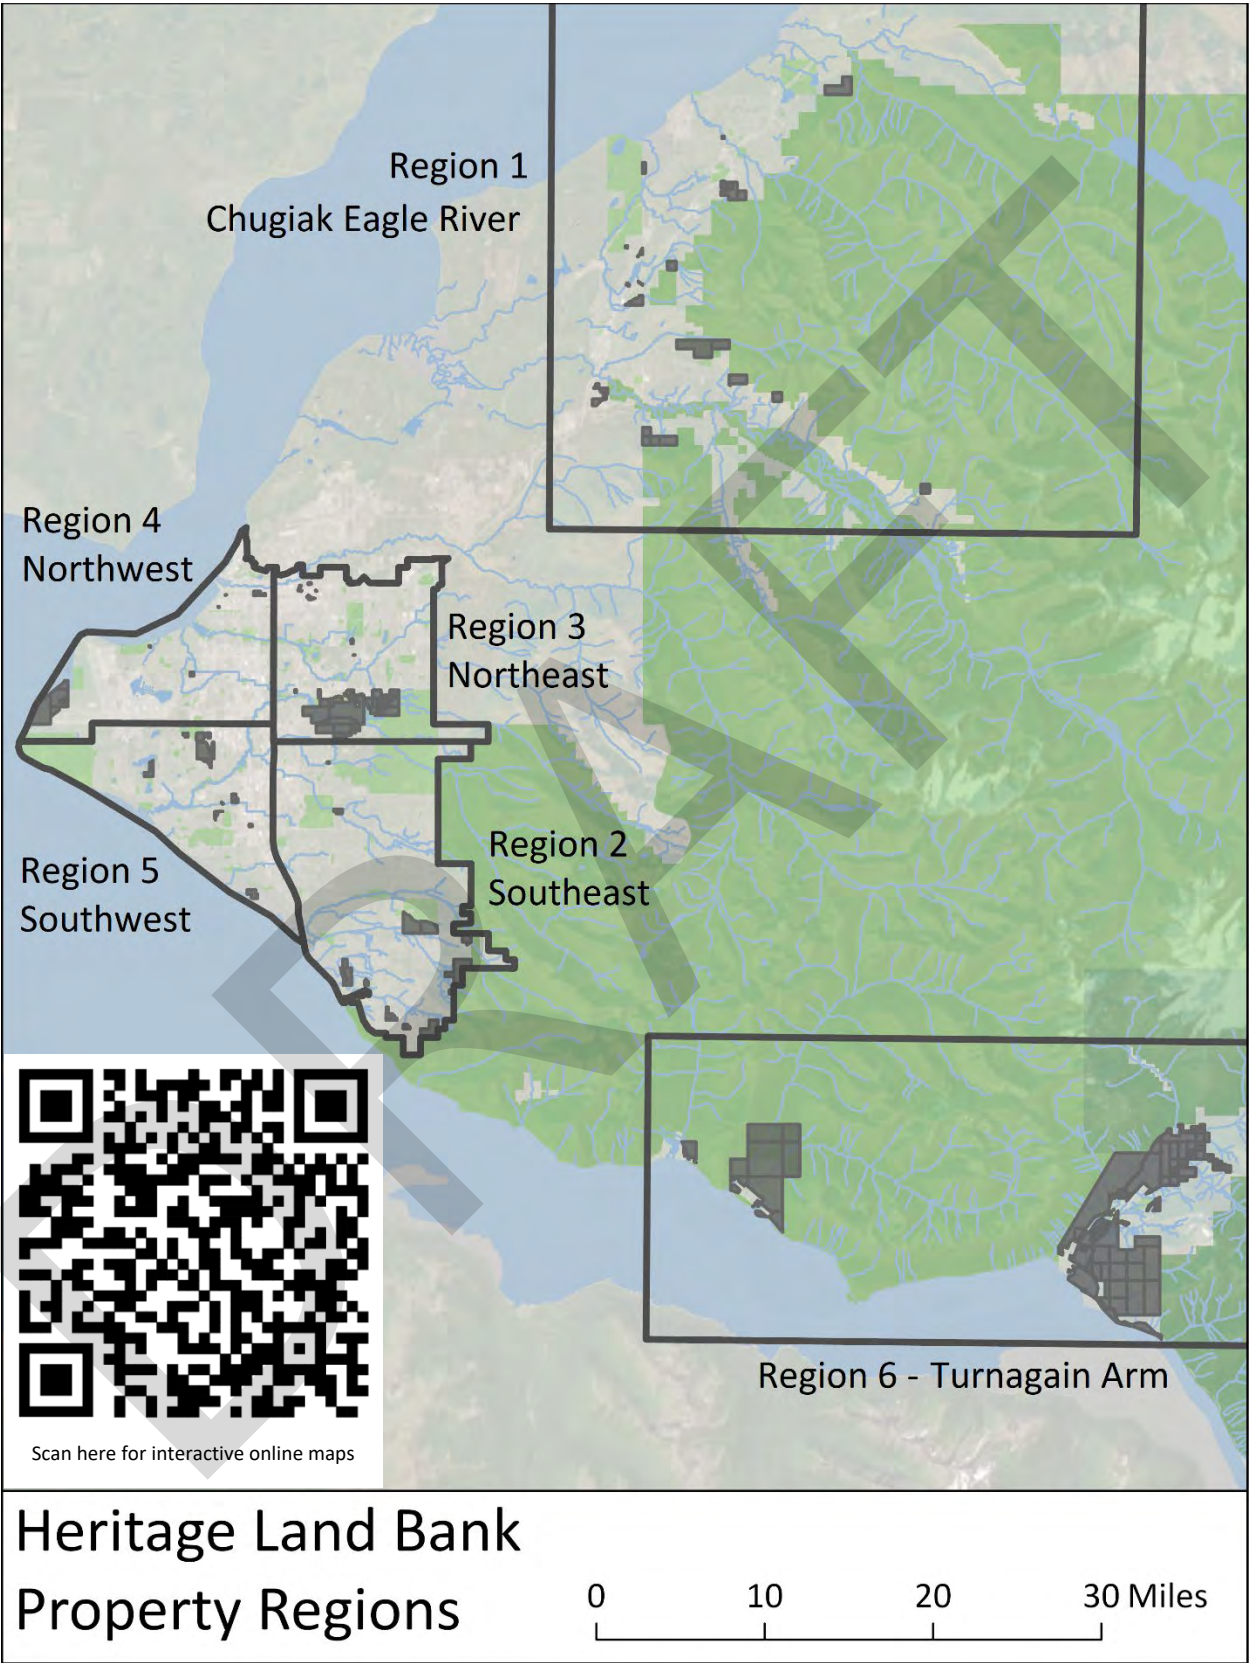 Region 1
Chugiak Eagle River
Region 4
Northwest
Region 3
Northeast
Region 2
Southeast
Region 5
Southwest
Region 6 - Turnagain Arm
DRAFT
Scan here for interactive online maps
Heritage Land Bank
Property Regions
0 10 20 30 Miles